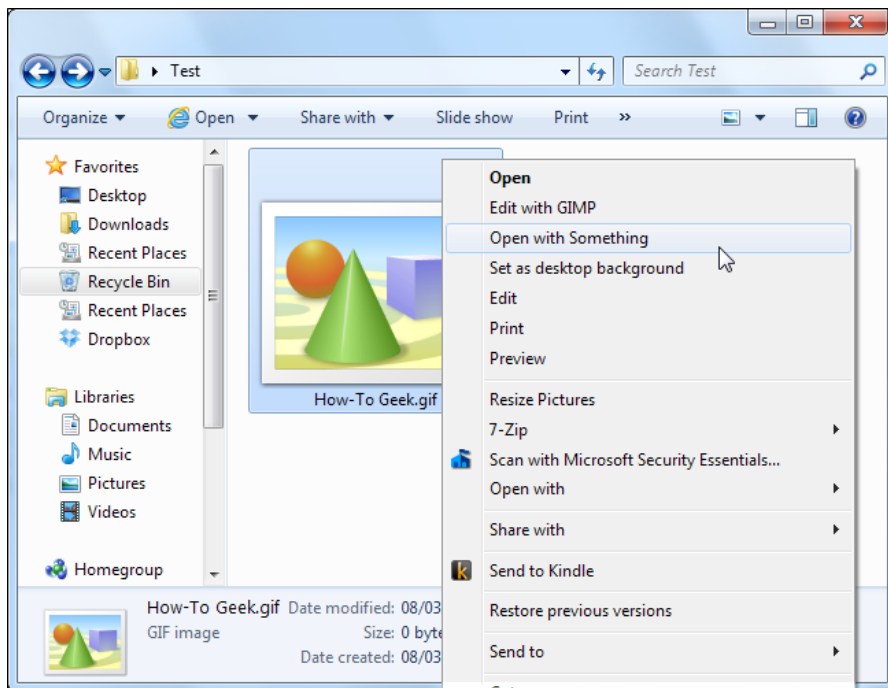 Test
Search Test
Organize
Open
Share with
Slide show
Print
»
Favorites
Desktop
Downloads
Recent Places
Recycle Bin
Recent Places
Dropbox
Libraries
Documents
Music
Pictures
Videos
Homegroup
How-To Geek.gif
Open
Edit with GIMP
Open with Something
Set as desktop background
Edit
Print
Preview
Resize Pictures
7-Zip
Scan with Microsoft Security Essentials...
Open with
Share with
Send to Kindle
Restore previous versions
Send to
How-To Geek.gif Date modified: 08/03
GIF image Size: 0 byte
Date created: 08/03